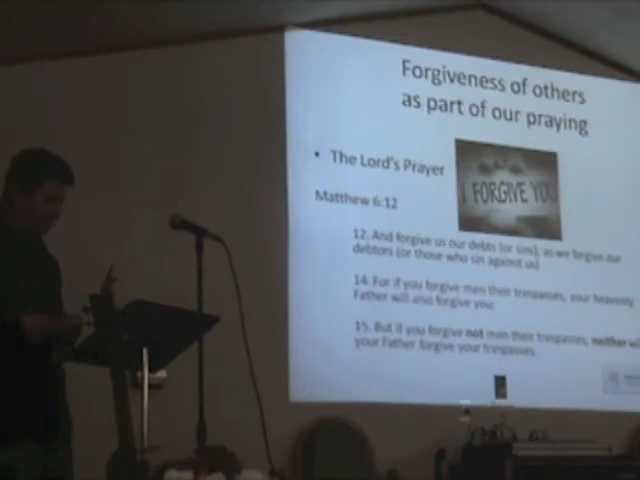 Forgiveness of others
as part of our praying
• The Lord's Prayer
I FORGIVE YOU
Matthew 6:12
12. And forgive us our debts (or sins), as we forgive our
debtors (or those who sin against us)
14. For if you forgive men their trespasses, your heavenly
Father will also forgive you.
15. But if you forgive not men their trespasses, neither will
your Father forgive your trespasses.